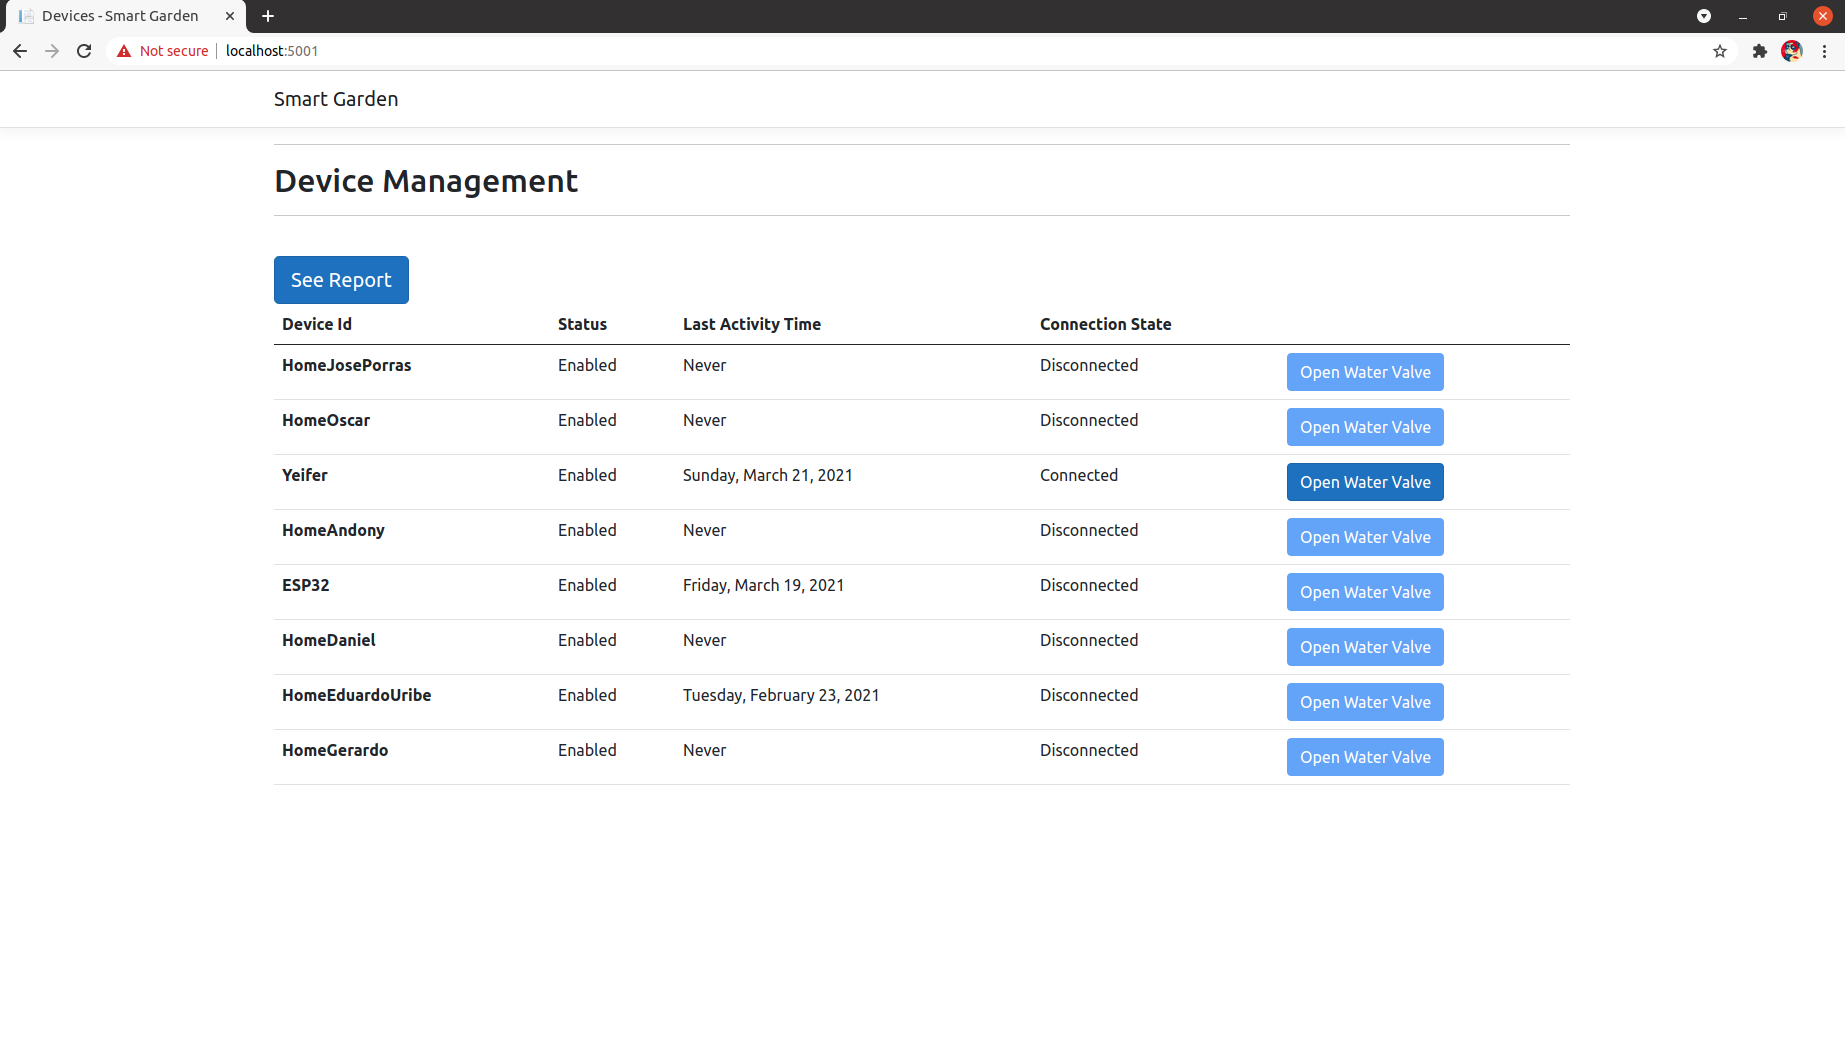 Devices - Smart Garden
Not secure localhost:5001
Smart Garden
Device Management
See Report
Device Id Status Last Activity Time Connection State
HomeJosePorras Enabled Never Disconnected Open Water Valve
HomeOscar Enabled Never Disconnected Open Water Valve
Yeifer Enabled Sunday, March 21, 2021 Connected Open Water Valve
HomeAndony Enabled Never Disconnected Open Water Valve
ESP32 Enabled Friday, March 19, 2021 Disconnected Open Water Valve
HomeDaniel Enabled Never Disconnected Open Water Valve
HomeEduardoUribe Enabled Tuesday, February 23, 2021 Disconnected Open Water Valve
HomeGerardo Enabled Never Disconnected Open Water Valve